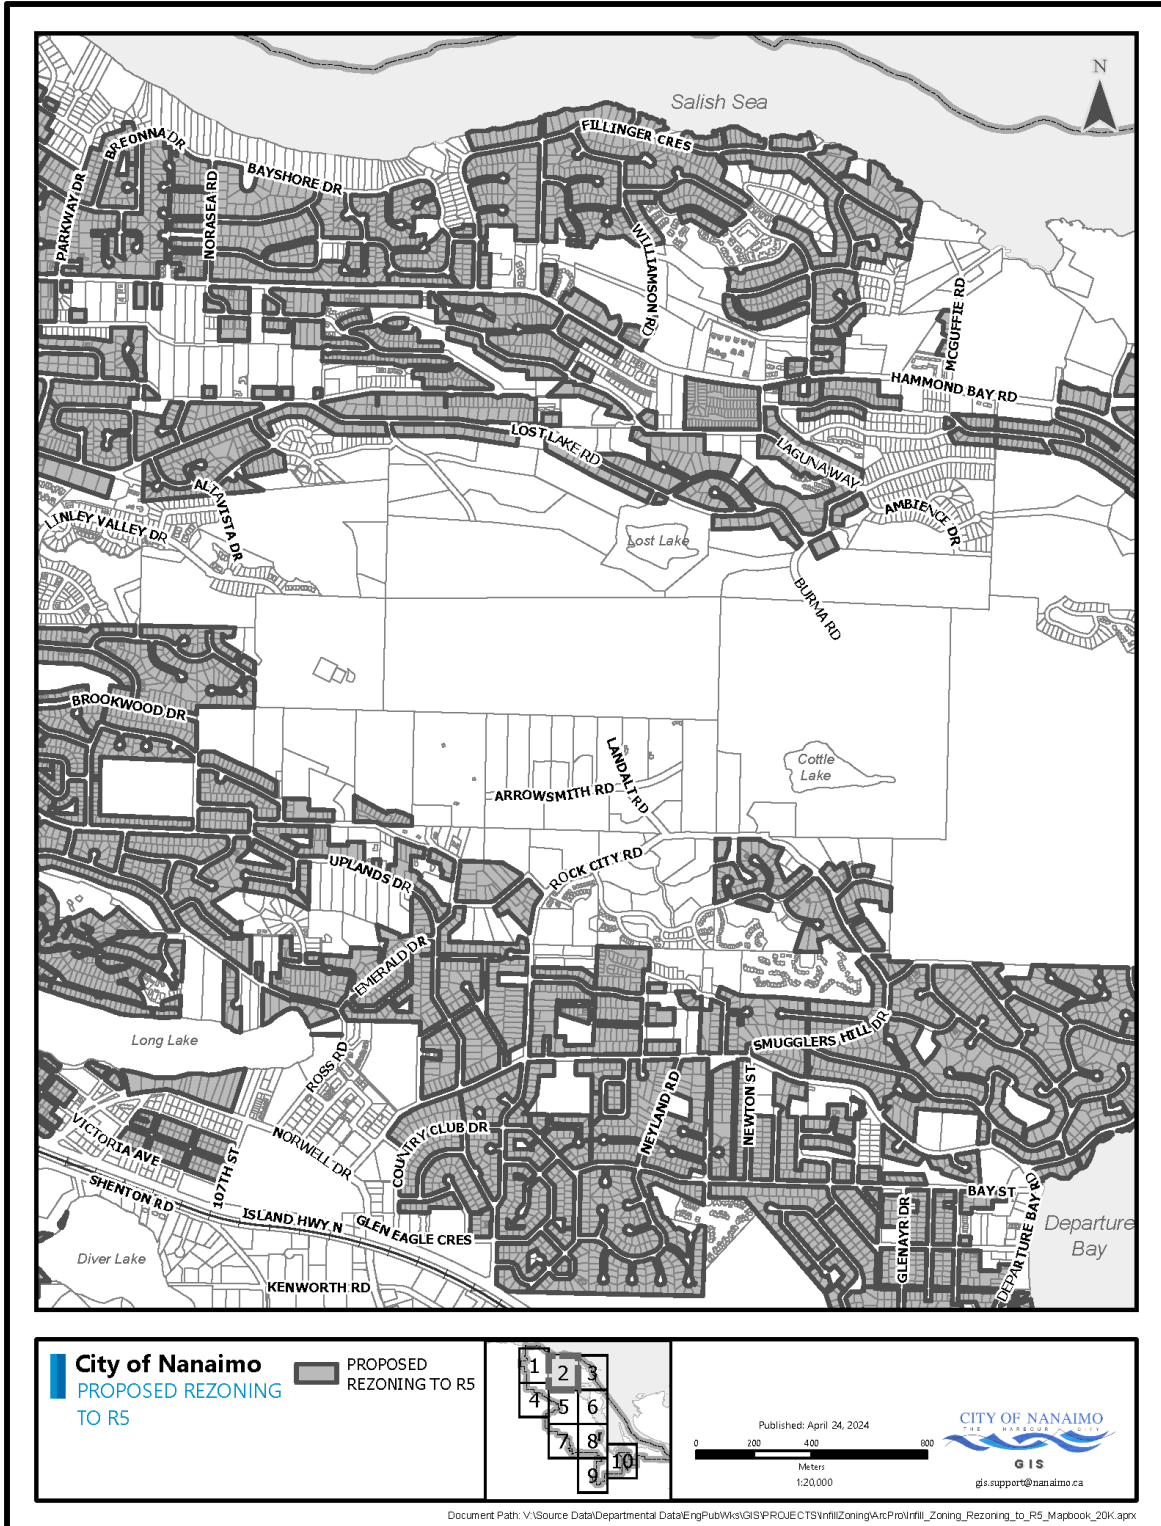 N
Salish Sea
FILLINGER CRES
BREONNA DR
BAYSHORE DR
PARKWAY DR
NORASEA RD
WILLIAMSON RD
MCGUFFIE RD
HAMMOND BAY RD
LOST LAKE RD
LAGUNA WAY
ALTAVISTA DR
LINLEY VALLEY DR
AMBIENCE DR
Lost Lake
BURMA RD
BROOKWOOD DR
LANDALT RD
Cottle
Lake
ARROWSMITH RD
ROCK CITY RD
UPLANDS DR
EMERALD DR
Long Lake
SMUGGLERS HILL DR
ROSS RD
NEYLAND RD
NEWTON ST
VICTORIA AVE
NORWELL DR
COUNTRY CLUB DR
107TH ST
SHENTON RD
ISLAND HWY N
GLEN EAGLE CRES
BAY ST
GLENAYR DR
DEPARTURE BAY RD
Departure
Bay
Diver Lake
KENWORTH RD
City of Nanaimo
PROPOSED REZONING
TO R5
PROPOSED
REZONING TO R5
1
2
3
4
5
6
7
8
9
10
Published: April 24, 2024
0 200 400 800
Meters
1:20,000
CITY OF NANAIMO
THE HARBOUR CITY
GIS
gis.support@nanaimo.ca
Document Path: V:\Source Data\Departmental Data\EngPubWks\GIS\PROJECTS\InfillZoning\ArcPro\Infill_Zoning_Rezoning_to_R5_Mapbook_20K.aprx